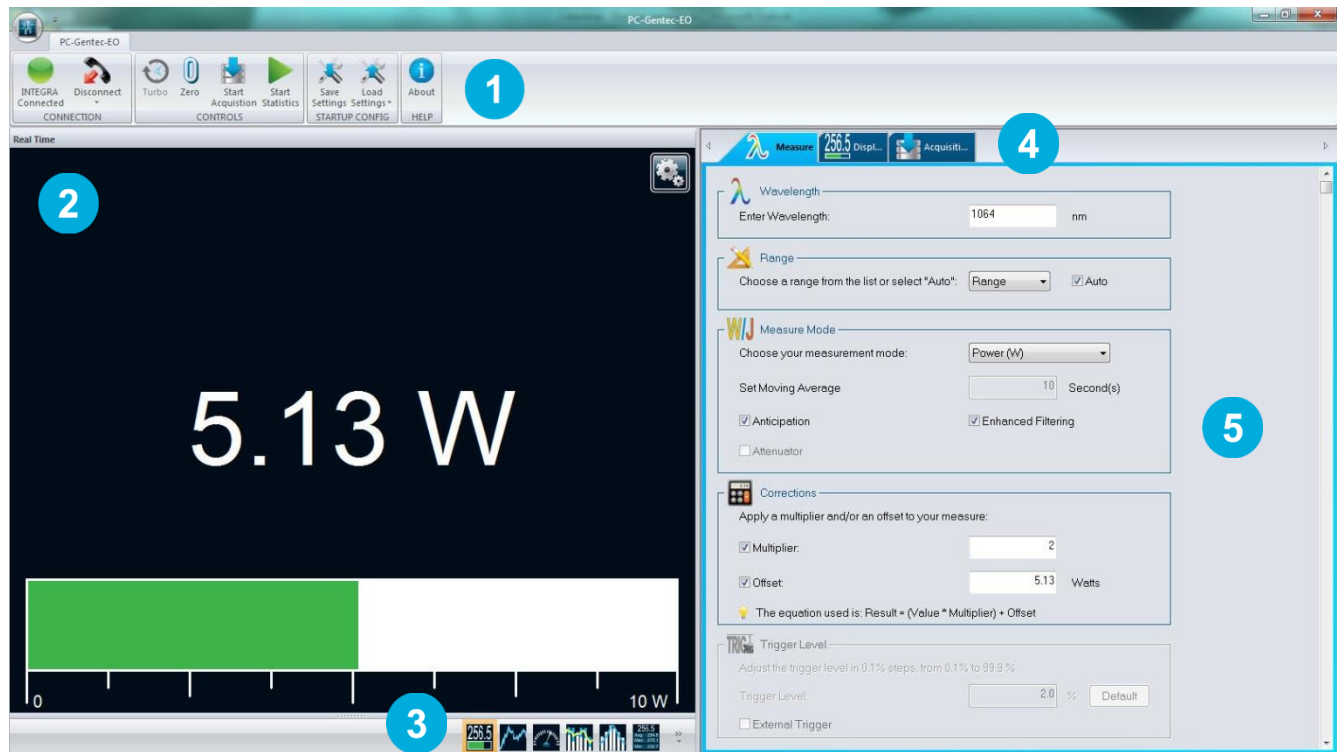 PC-Gentec-EO
PC-Gentec-EO
INTEGRA Connected
Disconnect
CONNECTION
Turbo
Zero
Start Acquistion
Start Statistics
CONTROLS
Save Settings
Load Settings
STARTUP CONFIG
About
HELP
1
Real Time
2
5.13 W
0
10 W
3
256.5
256.5
Measure
256.5 Displ...
Acquisiti...
4
Wavelength
Enter Wavelength: 1064 nm
Range
Choose a range from the list or select "Auto": Range Auto
W/J Measure Mode
Choose your measurement mode: Power (W)
Set Moving Average 10 Second(s)
Anticipation Enhanced Filtering
Attenuator
5
Corrections
Apply a multiplier and/or an offset to your measure:
Multiplier: 2
Offset: 5.13 Watts
The equation used is: Result = (Value * Multiplier) + Offset
TRIG Trigger Level
Adjust the trigger level in 0.1% steps, from 0.1% to 99.9 %
Trigger Level: 2.0 % Default
External Trigger